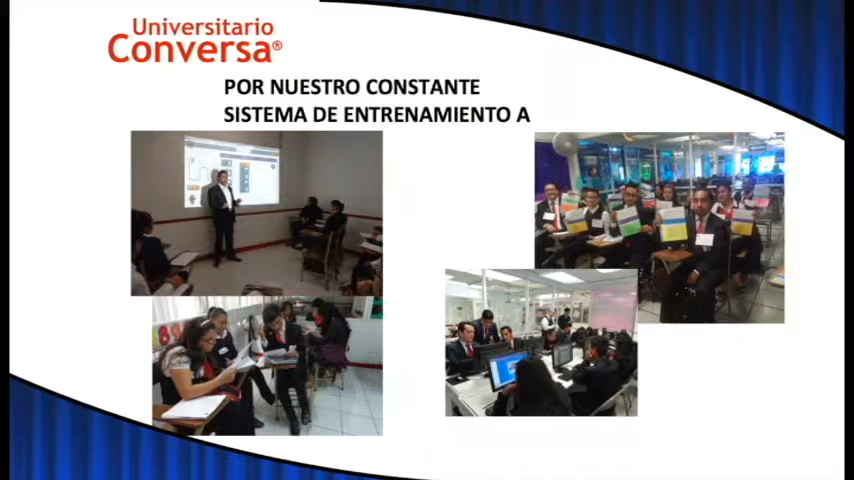 Universitario
Conversa®
POR NUESTRO CONSTANTE
SISTEMA DE ENTRENAMIENTO A